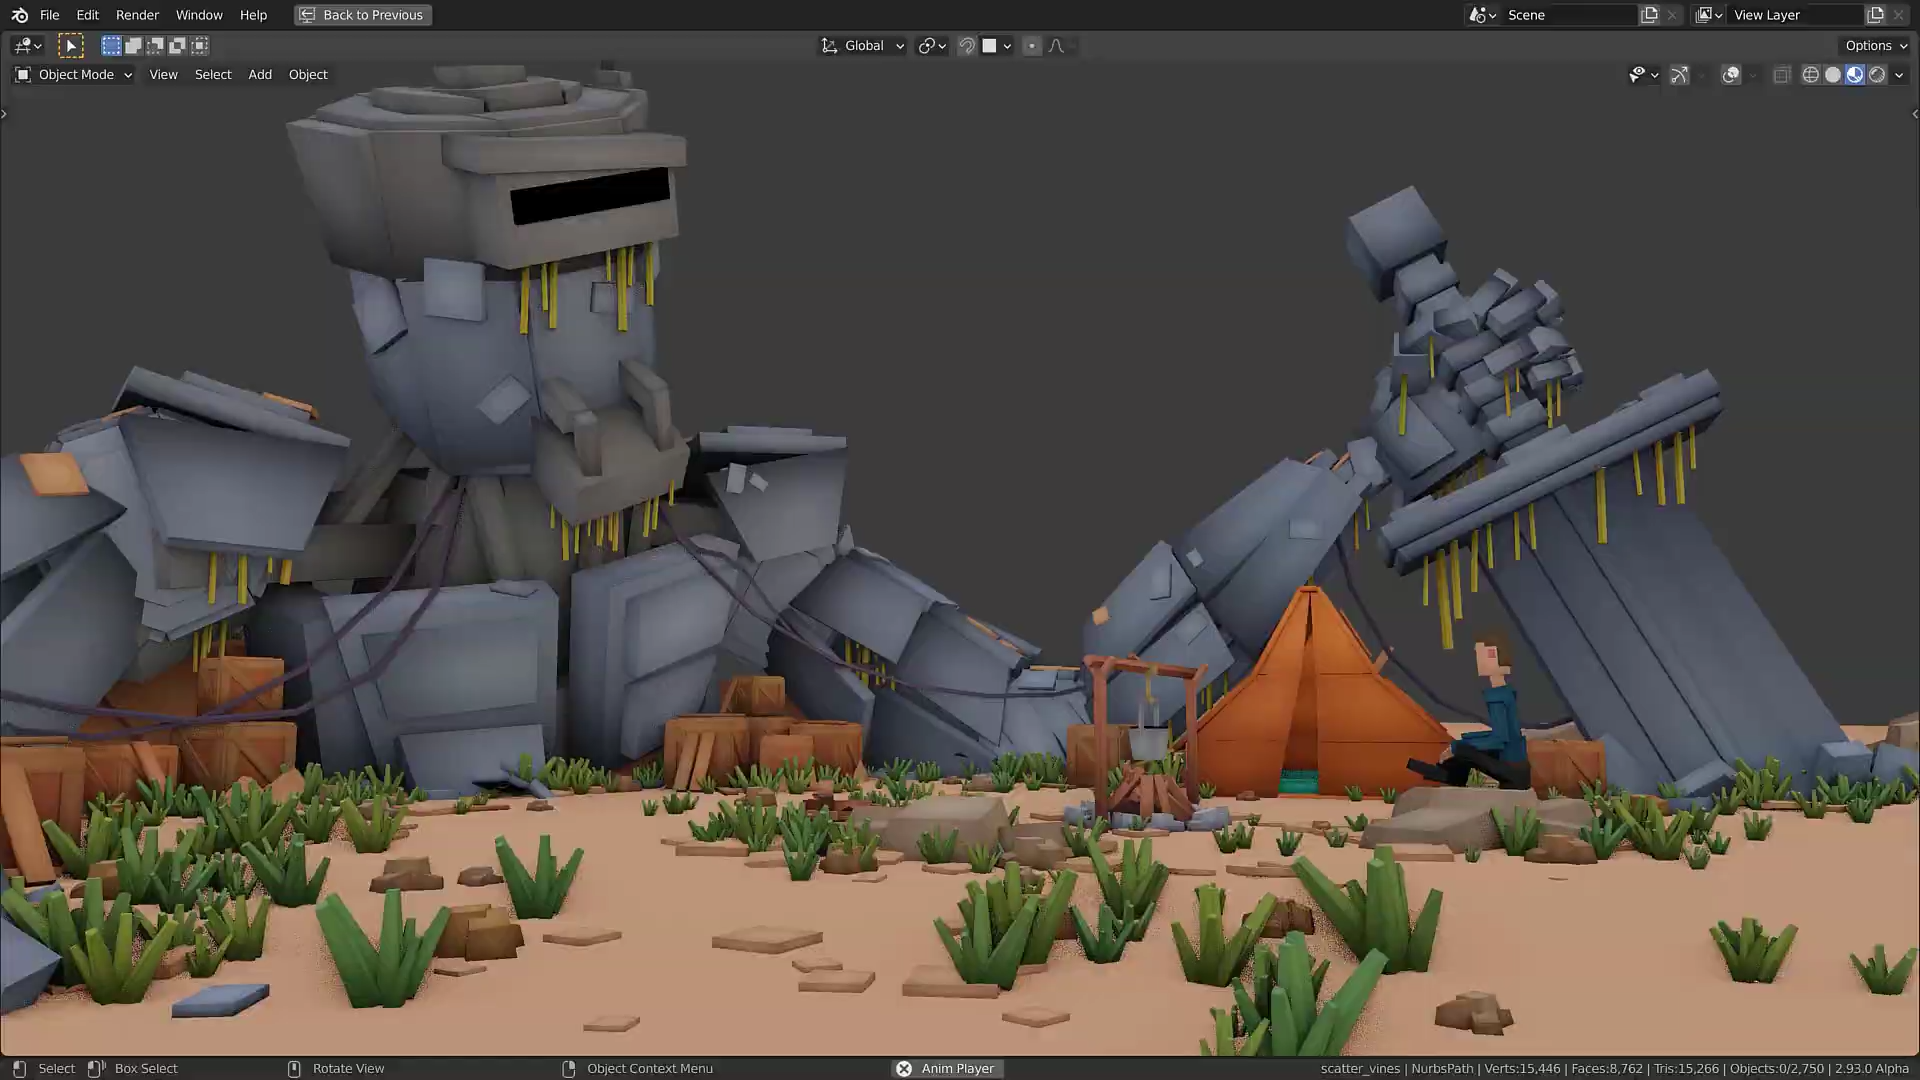 File Edit Render Window Help Back to Previous Scene View Layer
Global Options
Object Mode View Select Add Object
Select Box Select Rotate View Object Context Menu Anim Player scatter_vines | NurbsPath | Verts:15,446 | Faces:8,762 | Tris:15,266 | Objects:0/2,750 | 2.93.0 Alpha